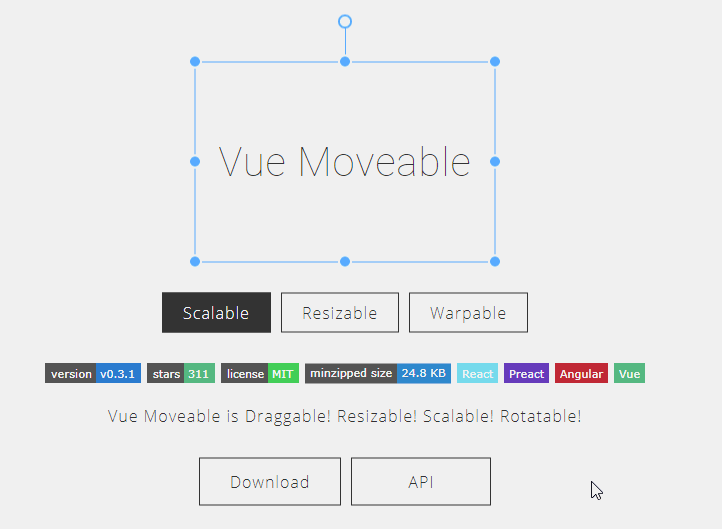 Vue Moveable
Scalable Resizable Warpable
version v0.3.1 stars 311 license MIT minzipped size 24.8 KB React Preact Angular Vue
Vue Moveable is Draggable! Resizable! Scalable! Rotatable!
Download API